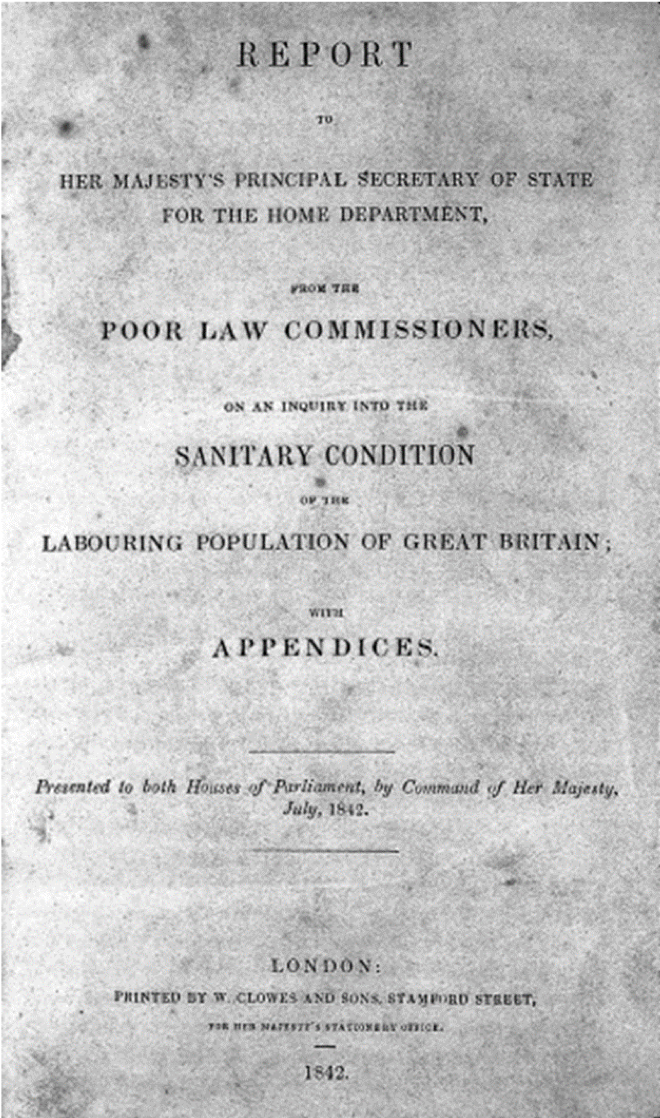 REPORT
TO
HER MAJESTY'S PRINCIPAL SECRETARY OF STATE
FOR THE HOME DEPARTMENT,
FROM THE
POOR LAW COMMISSIONERS,
ON AN INQUIRY INTO THE
SANITARY CONDITION
OF THE
LABOURING POPULATION OF GREAT BRITAIN;
WITH
APPENDICES.
Presented to both Houses of Parliament, by Command of Her Majesty,
July, 1842.
LONDON:
PRINTED BY W. CLOWES AND SONS, STAMFORD STREET,
FOR HER MAJESTY'S STATIONERY OFFICE.
1842.